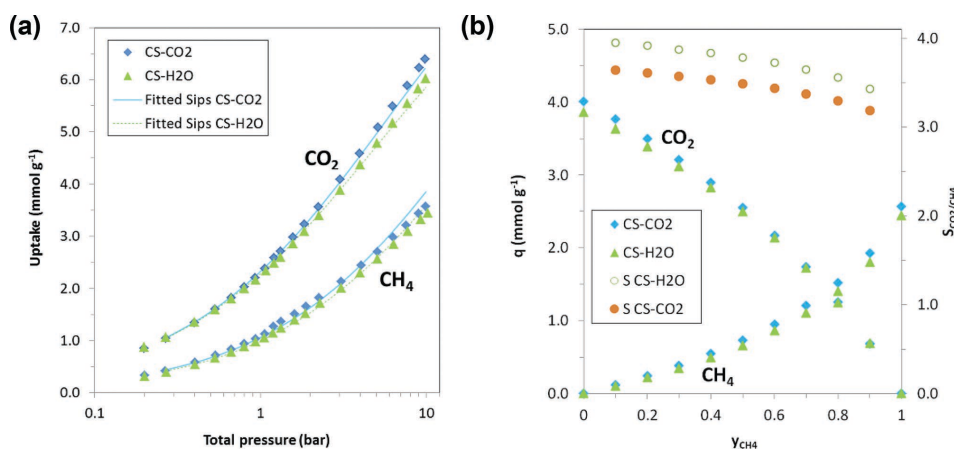 (a)
7.0
6.0
5.0
4.0
3.0
2.0
1.0
0.0
Uptake (mmol g-1)
CS-CO2
CS-H2O
Fitted Sips CS-CO2
Fitted Sips CS-H2O
CO2
CH4
0.1
1
10
Total pressure (bar)
(b)
5.0
4.0
3.0
2.0
1.0
0.0
q (mmol g-1)
CO2
CS-CO2
CS-H2O
S CS-H2O
S CS-CO2
CH4
0
0.2
0.4
0.6
0.8
1
yCH4
4.0
3.0
2.0
1.0
0.0
SCO2/CH4